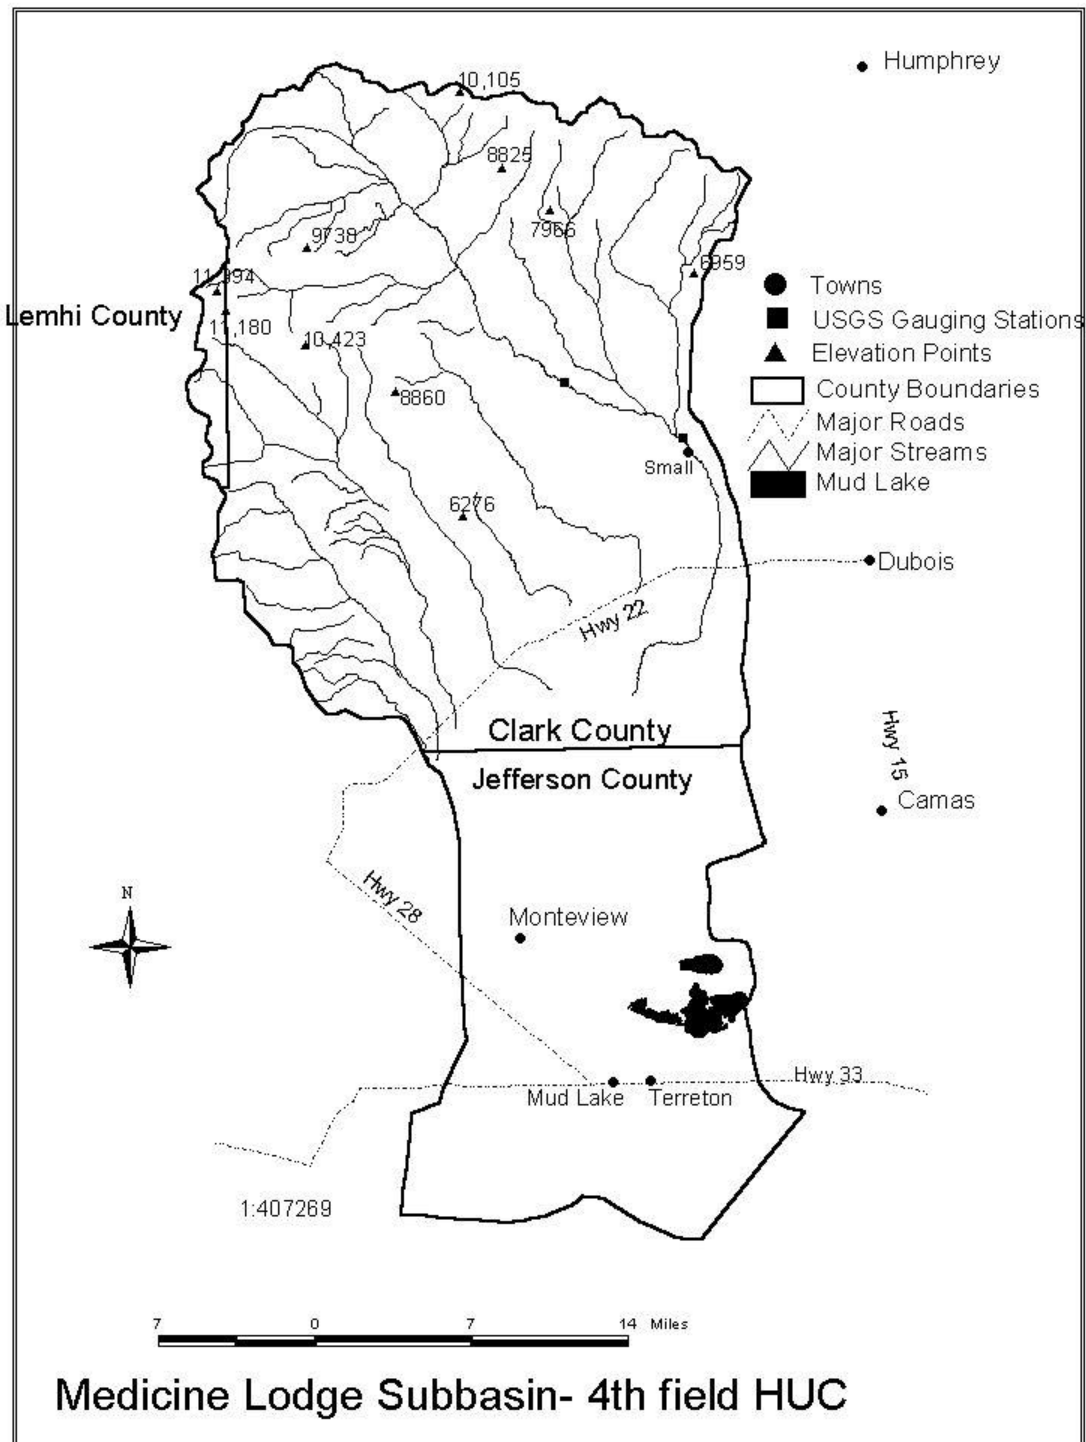 Humphrey
10,105
8825
7966
9738
6959
11,394
Lemhi County
11,180
10,423
8860
Towns
USGS Gauging Stations
Elevation Points
County Boundaries
Major Roads
Major Streams
Mud Lake
Small
6276
Dubois
Hwy 22
Clark County
Jefferson County
Hwy 15
Camas
Hwy 28
N
Monteview
Hwy 33
Mud Lake
Terreton
1:407269
7 0 7 14 Miles
Medicine Lodge Subbasin- 4th field HUC